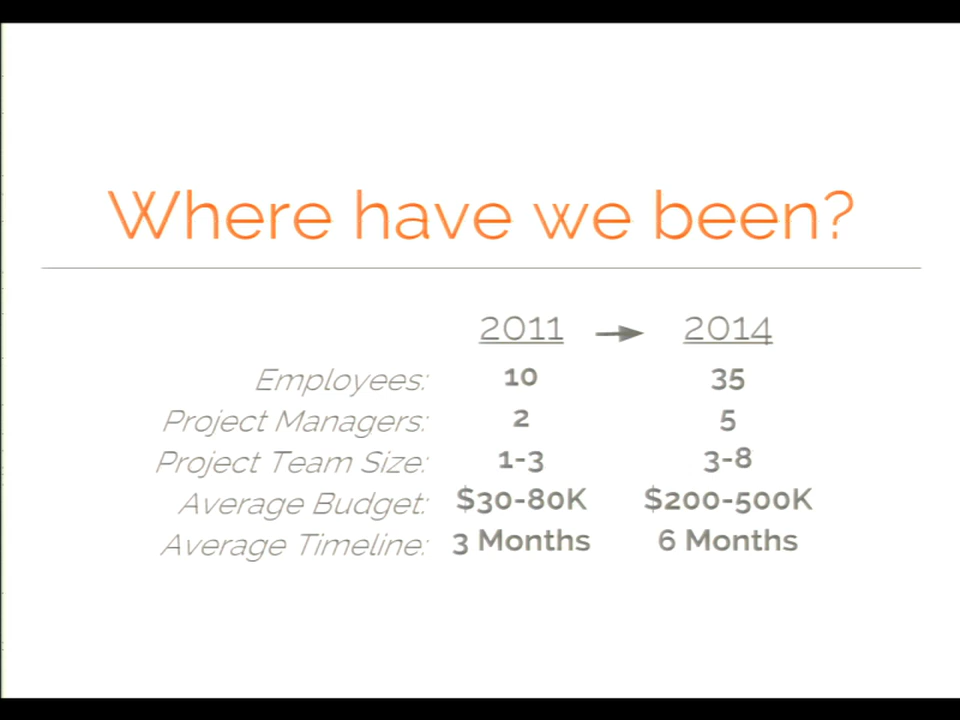 Where have we been?
2011 2014
Employees: 10 35
Project Managers: 2 5
Project Team Size: 1-3 3-8
Average Budget: $30-80K $200-500K
Average Timeline: 3 Months 6 Months